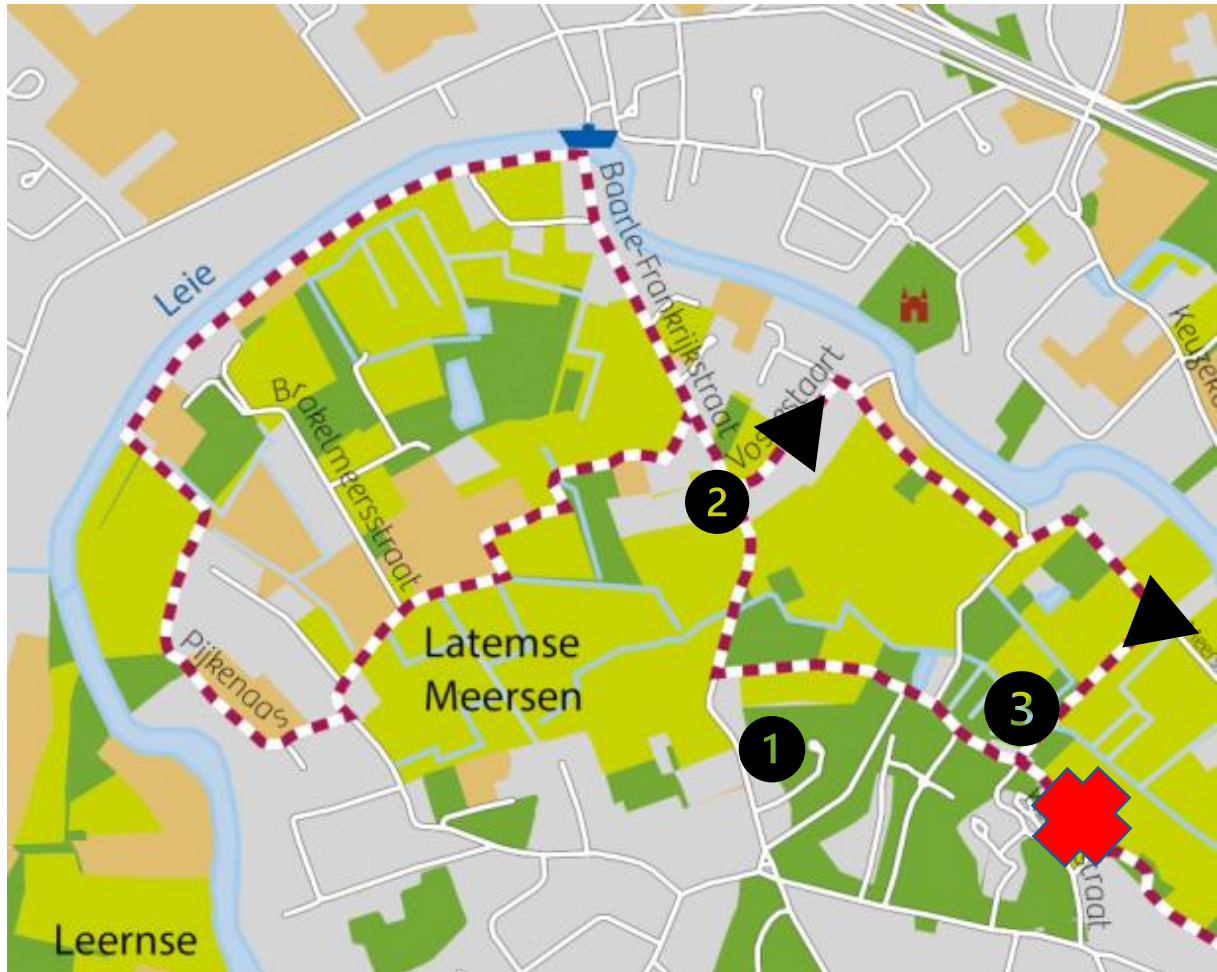 Leie
Baarle-Frankrijkstraat
Brakelmeersstraat
2
Latemse
Meersen
Pijkenaas
3
1
Leernse